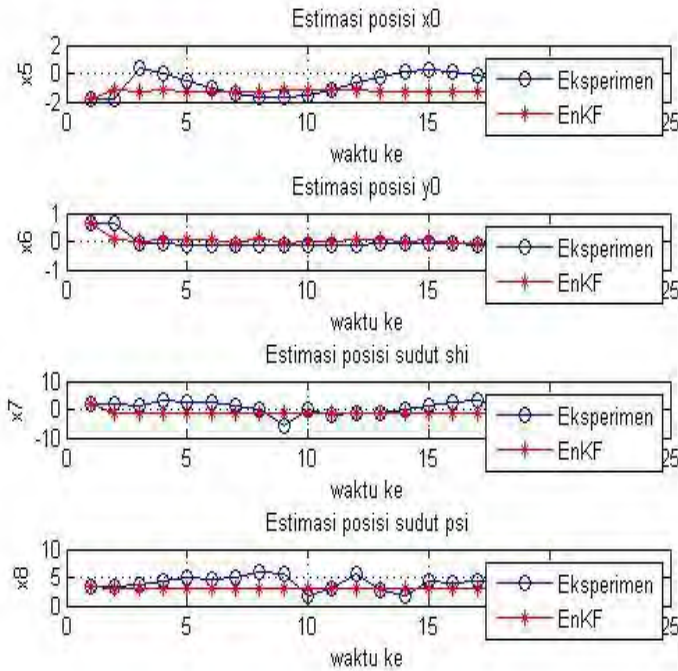 Estimasi posisi x0
x5
2
0
-2
0 5 10 15 25
Eksperimen
EnKF
waktu ke
Estimasi posisi y0
x6
1
0
-1
0 5 10 15 25
Eksperimen
EnKF
waktu ke
Estimasi posisi sudut shi
x7
10
0
-10
0 5 10 15 25
Eksperimen
EnKF
waktu ke
Estimasi posisi sudut psi
x8
10
5
0
0 5 10 15 25
Eksperimen
EnKF
waktu ke